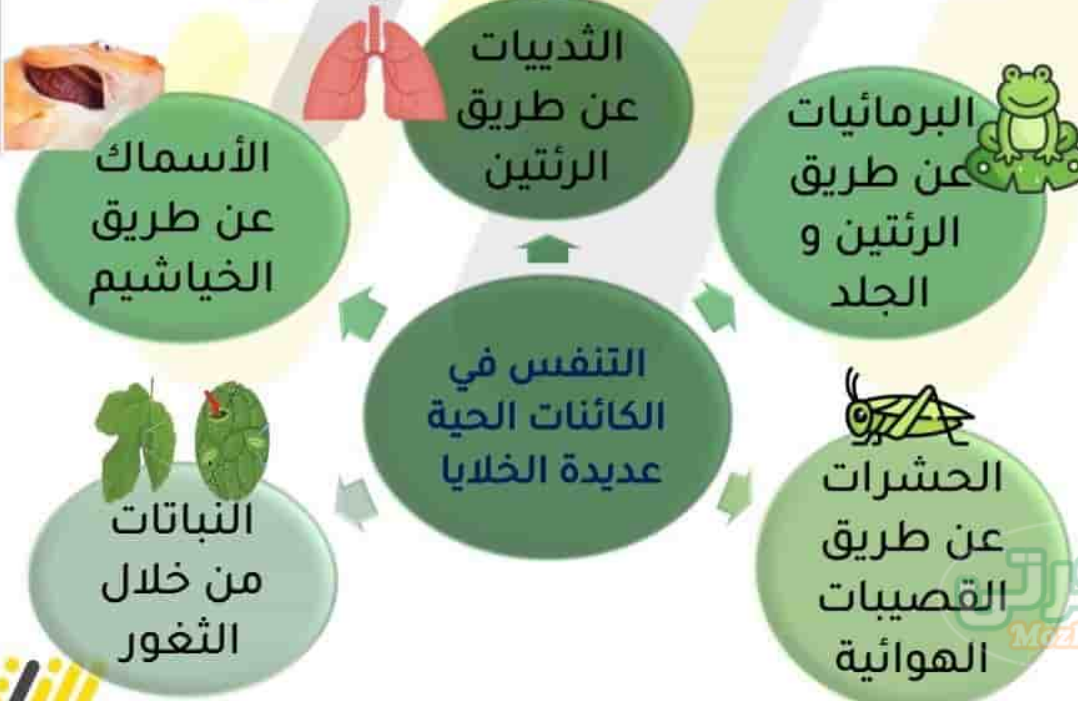 الثدييات
عن طريق
الرئتين
البرمائيات
عن طريق
الرئتين و
الجلد
الأسماك
عن طريق
الخياشيم
التنفس في
الكائنات الحية
عديدة الخلايا
الحشرات
عن طريق
القصيبات
الهوائية
النباتات
من خلال
الثغور